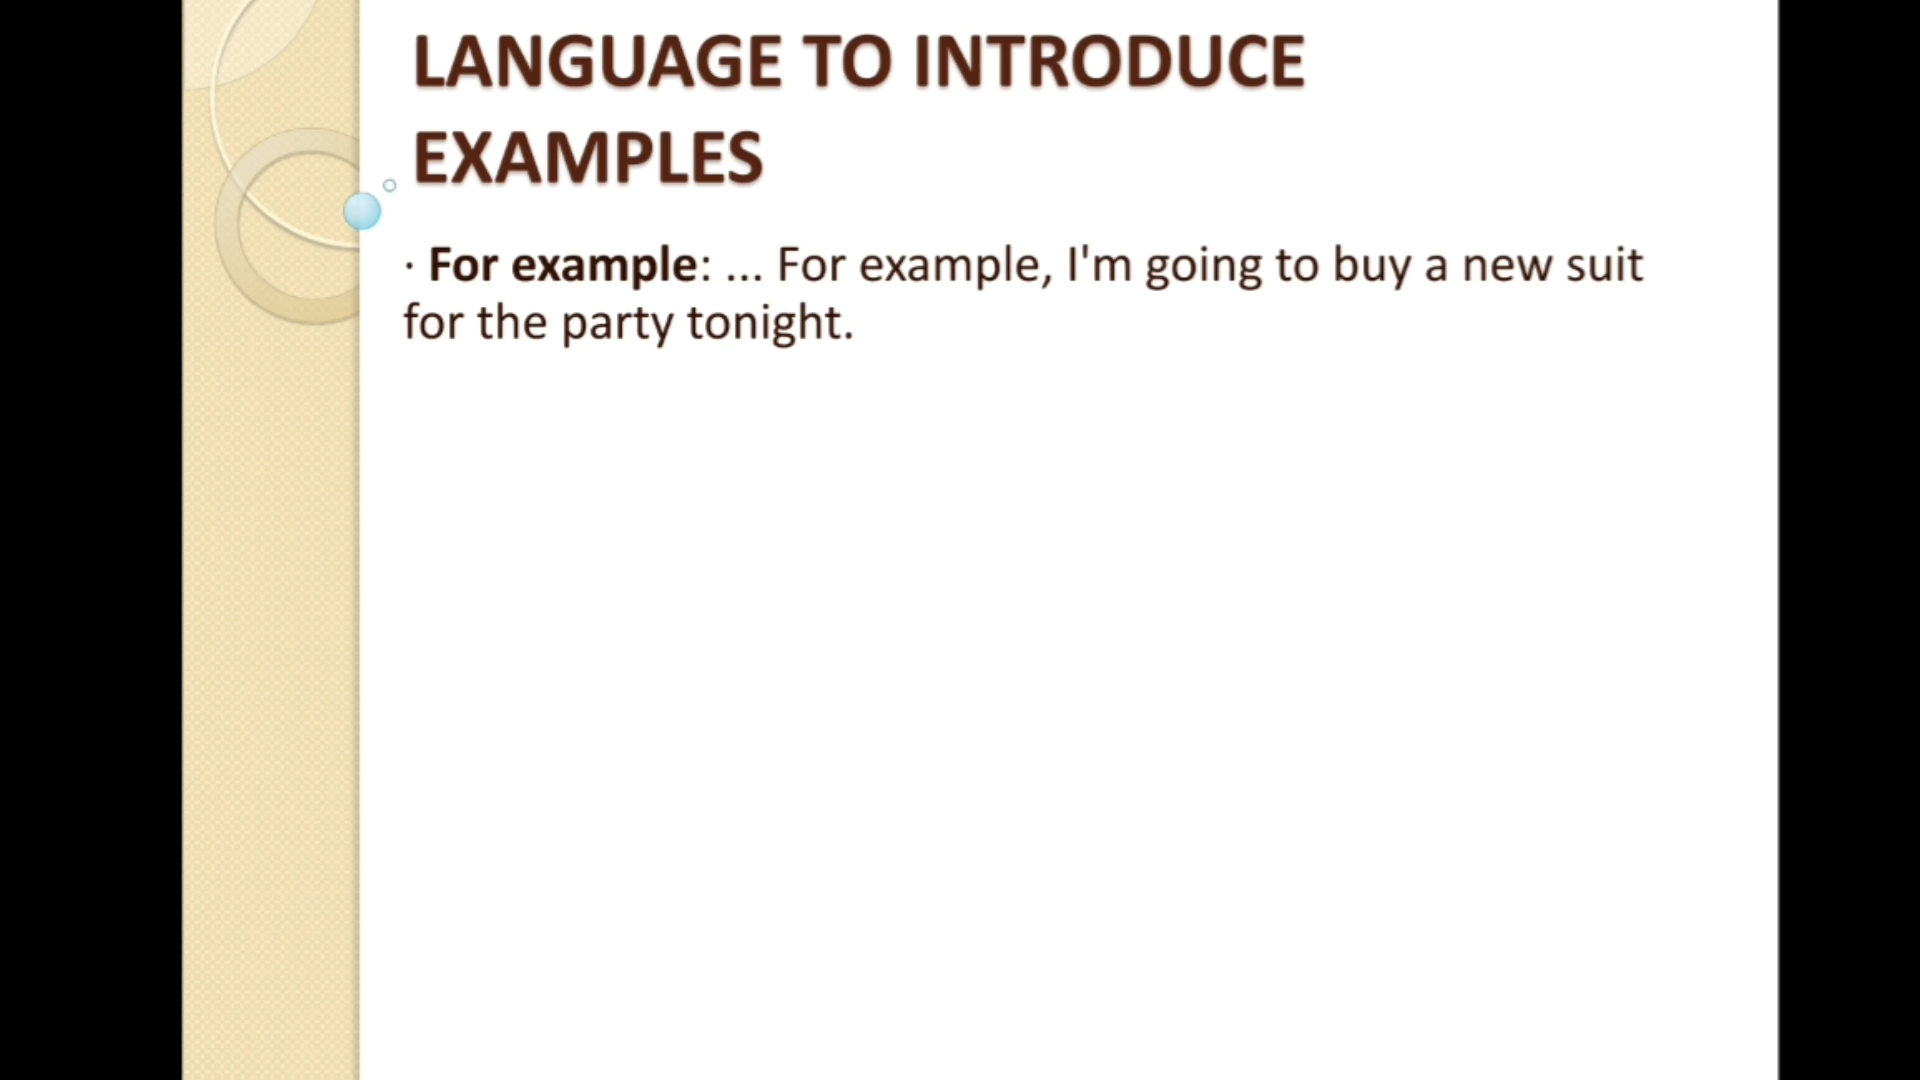 LANGUAGE TO INTRODUCE
EXAMPLES
· For example: ... For example, I'm going to buy a new suit
for the party tonight.